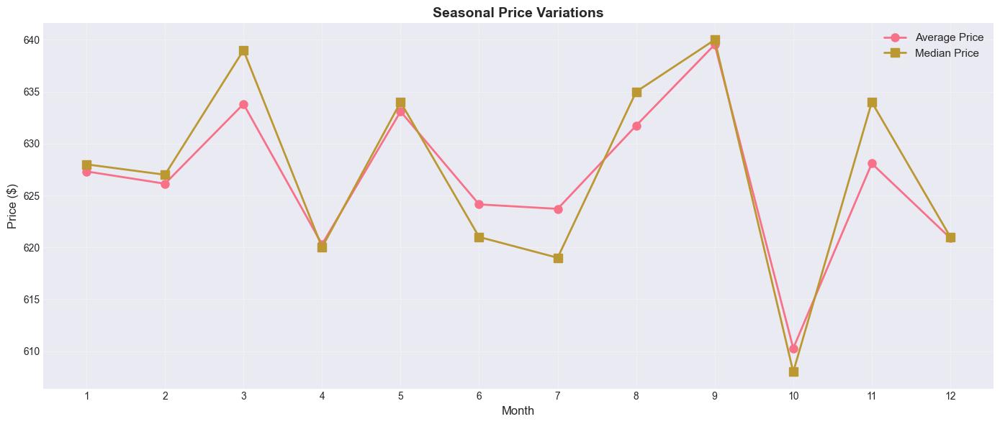 Seasonal Price Variations
Average Price
Median Price
Price ($)
640
635
630
625
620
615
610
1 2 3 4 5 6 7 8 9 10 11 12
Month